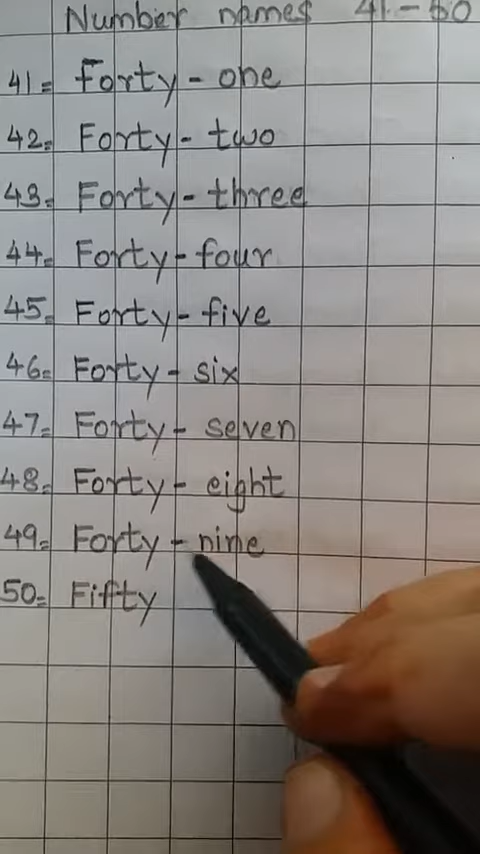 Number names 41-50
41= Forty-one
42= Forty-two
43= Forty-three
44= Forty-four
45= Forty-five
46= Forty-six
47= Forty-seven
48= Forty-eight
49= Forty-nine
50= Fifty